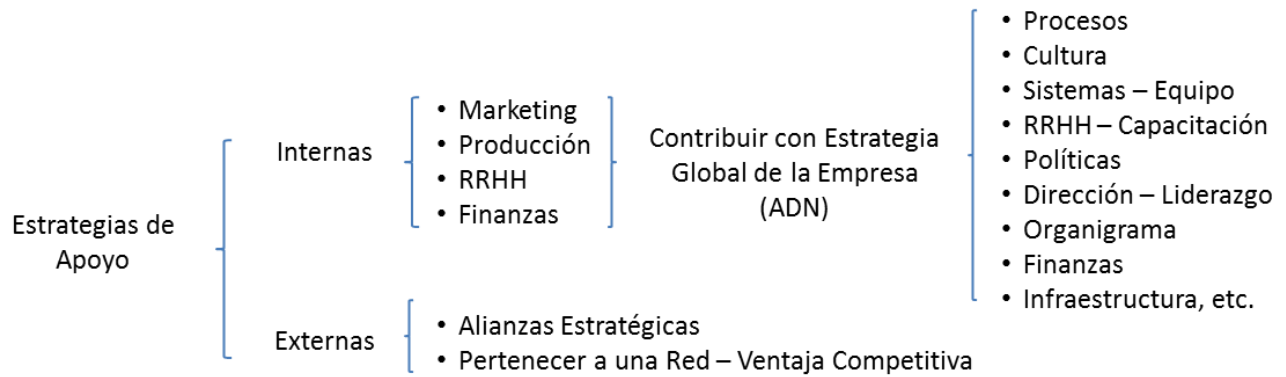 Estrategias de
Apoyo
Internas
• Marketing
• Producción
• RRHH
• Finanzas
Contribuir con Estrategia
Global de la Empresa
(ADN)
• Procesos
• Cultura
• Sistemas – Equipo
• RRHH – Capacitación
• Políticas
• Dirección – Liderazgo
• Organigrama
• Finanzas
• Infraestructura, etc.
Externas
• Alianzas Estratégicas
• Pertenecer a una Red – Ventaja Competitiva